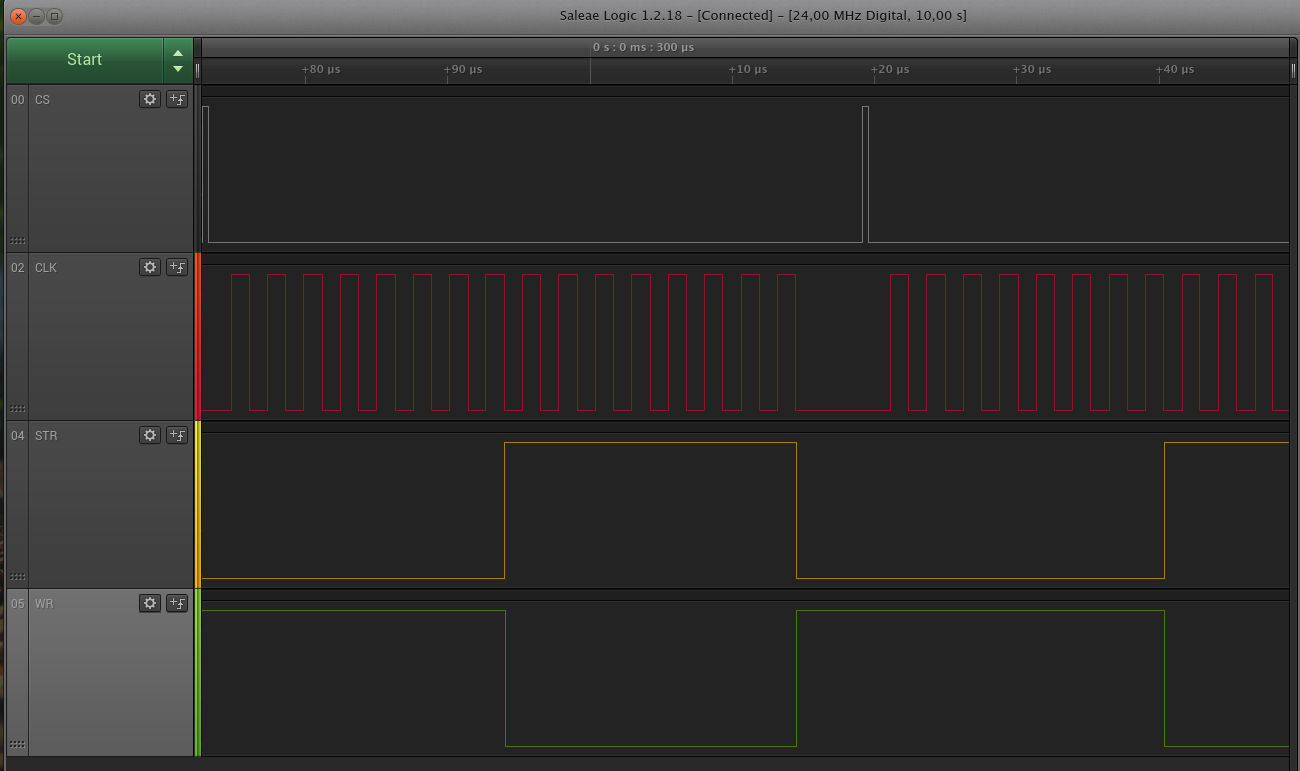 Saleae Logic 1.2.18 – [Connected] – [24,00 MHz Digital, 10,00 s]
Start
0 s : 0 ms : 300 µs
+80 µs +90 µs +10 µs +20 µs +30 µs +40 µs
00 CS
02 CLK
04 STR
05 WR